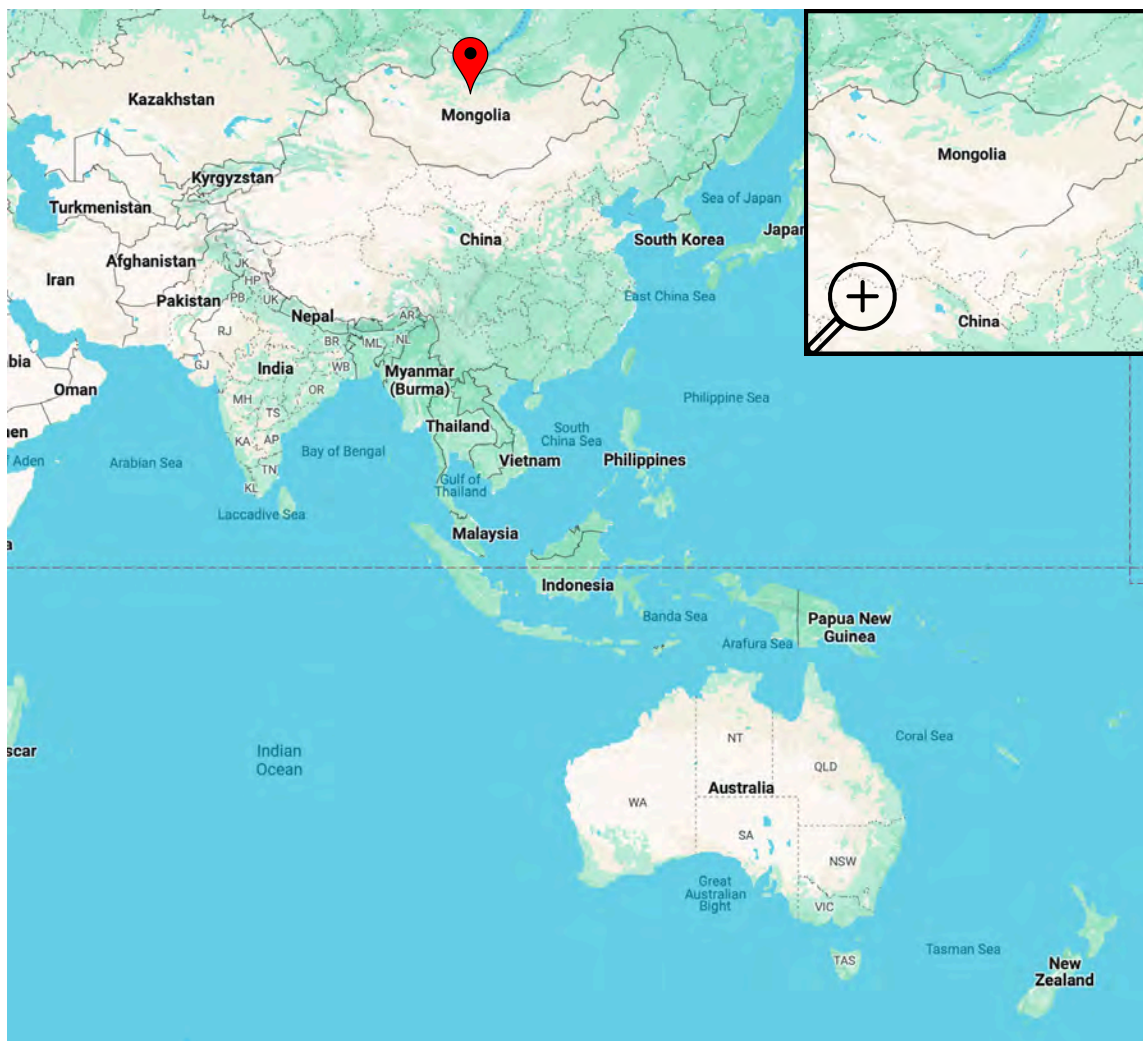 Kazakhstan
Mongolia
Mongolia
Kyrgyzstan
Turkmenistan
Sea of Japan
China
South Korea
Japan
Afghanistan
JK
Iran
HP
PB
UK
Pakistan
East China Sea
Nepal
AR
China
RJ
BR
ML
NL
bia
GJ
India
WB
Myanmar
(Burma)
Oman
OR
MH
Philippine Sea
TS
Thailand
South
China Sea
men
KA
AP
Bay of Bengal
f Aden
Arabian Sea
TN
Vietnam
Philippines
Gulf of
Thailand
KL
Laccadive Sea
Malaysia
a
Indonesia
Banda Sea
Papua New
Guinea
Arafura Sea
scar
Indian
Ocean
NT
Coral Sea
QLD
Australia
WA
SA
NSW
Great
Australian
Bight
VIC
Tasman Sea
TAS
New
Zealand